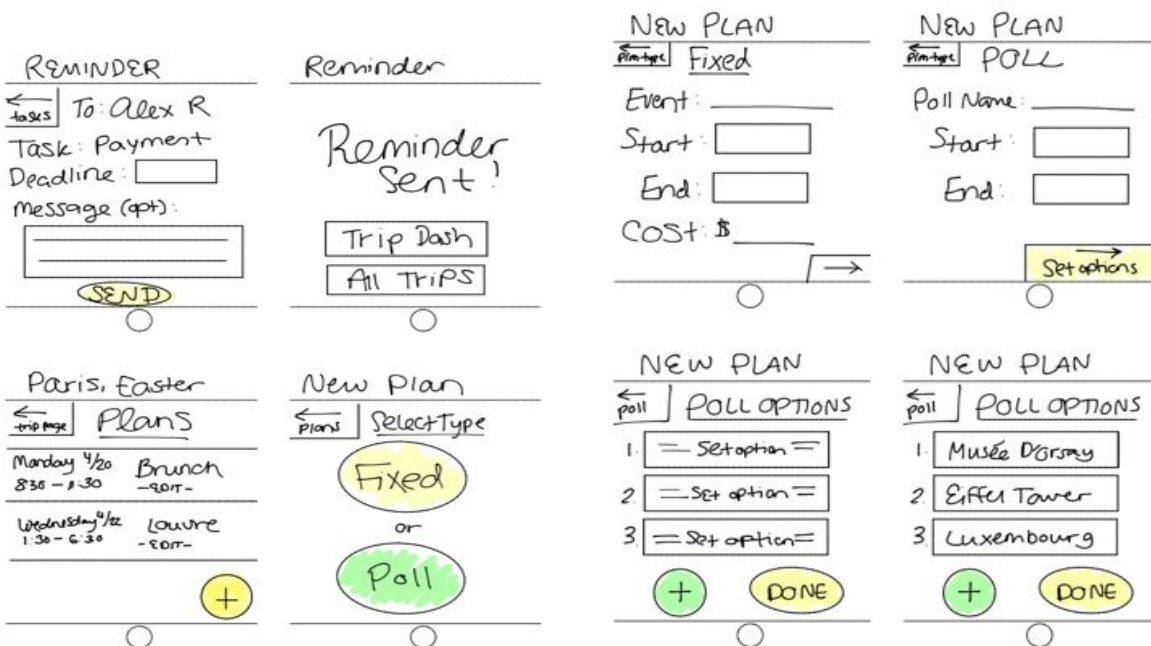 REMINDER
tasks
To: Alex R
Task: Payment
Deadline:
Message (opt):
SEND
Reminder
Reminder
Sent!
Trip Dash
All TriPS
NEW PLAN
Fixed
Event:
Start:
End:
COSt: $
NEW PLAN
POLL
Poll Name:
Start:
End:
Set options
Paris, Easter
trip page
Plans
Monday 4/20
Brunch
-EDIT-
Wednesday 4/22
1:30 - 6:30
Louvre
-EDIT-
+
New Plan
Plans
Select Type
Fixed
or
Poll
NEW PLAN
poll
POLL OPTIONS
1. = Set option =
2. = Set option =
3. = Set option =
+
DONE
NEW PLAN
poll
POLL OPTIONS
1. Musée D'orsay
2. Eiffel Tower
3. Luxembourg
+
DONE